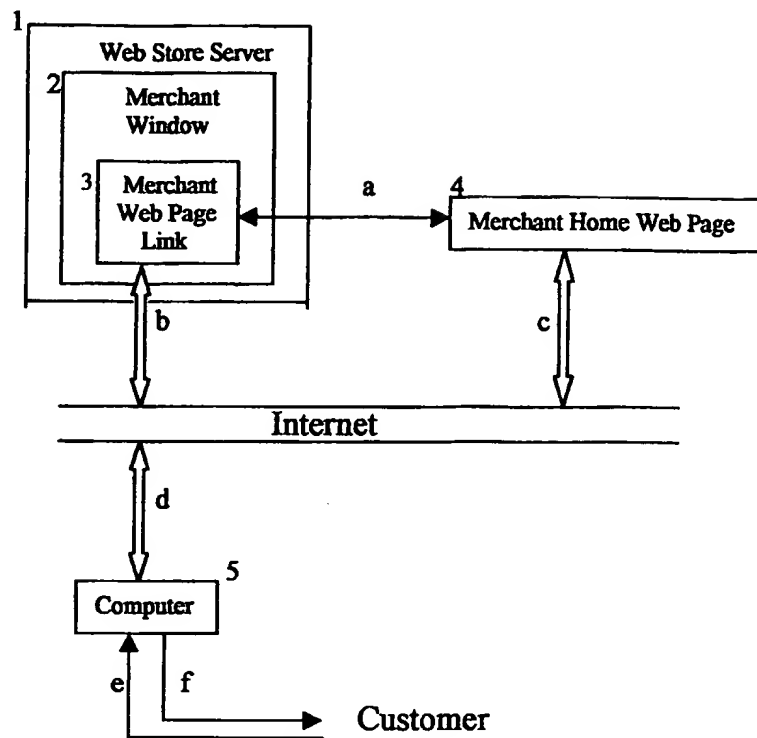 1
Web Store Server
2
Merchant
Window
3
Merchant
Web Page
Link
a
4
Merchant Home Web Page
b
c
Internet
d
5
Computer
e
f
Customer